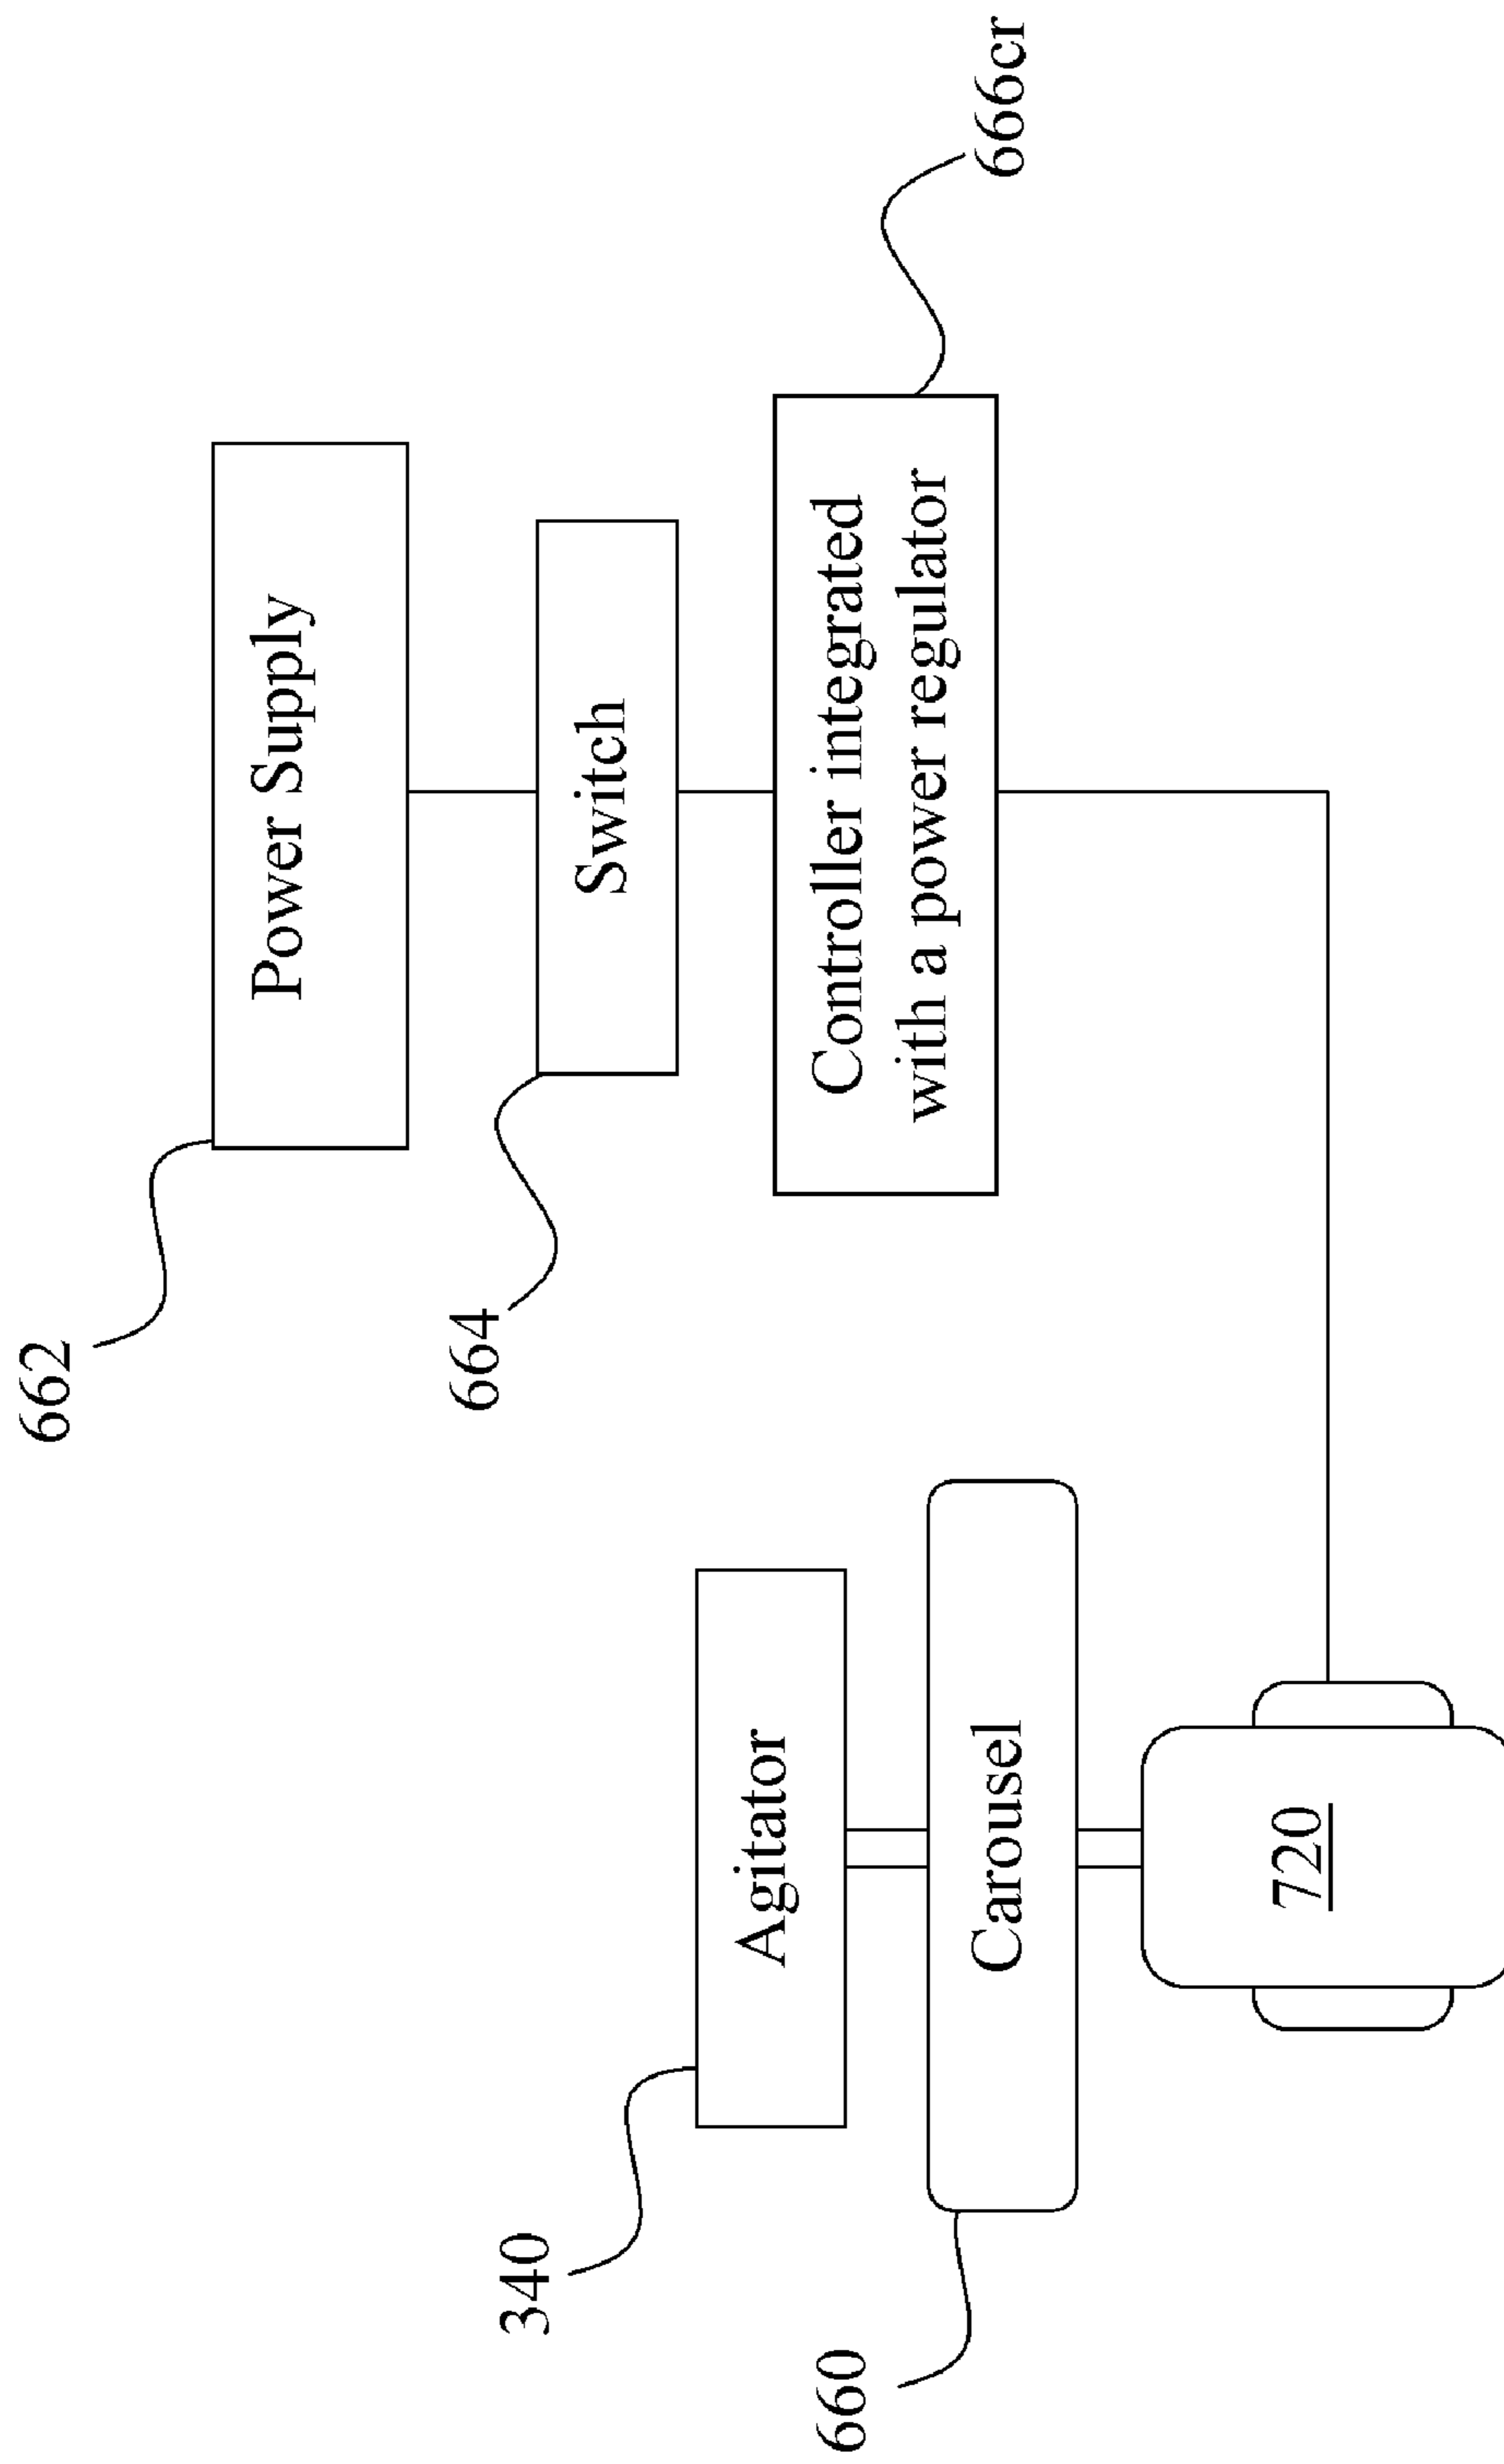 662
Power Supply
664
Switch
Controller integrated
with a power regulator
666cr
340
Agitator
660
Carousel
720